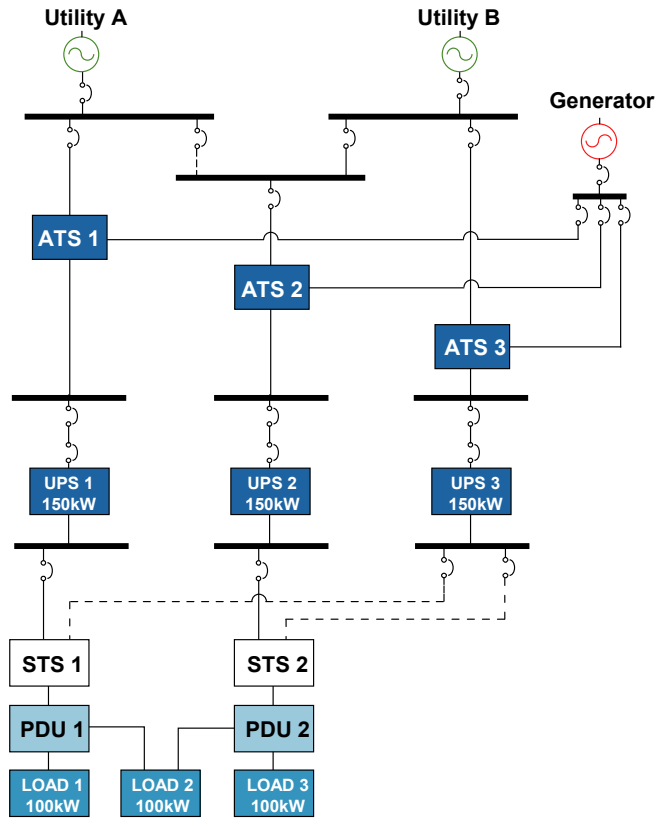 Utility A
Utility B
Generator
ATS 1
ATS 2
ATS 3
UPS 1
150kW
UPS 2
150kW
UPS 3
150kW
STS 1
STS 2
PDU 1
PDU 2
LOAD 1
100kW
LOAD 2
100kW
LOAD 3
100kW